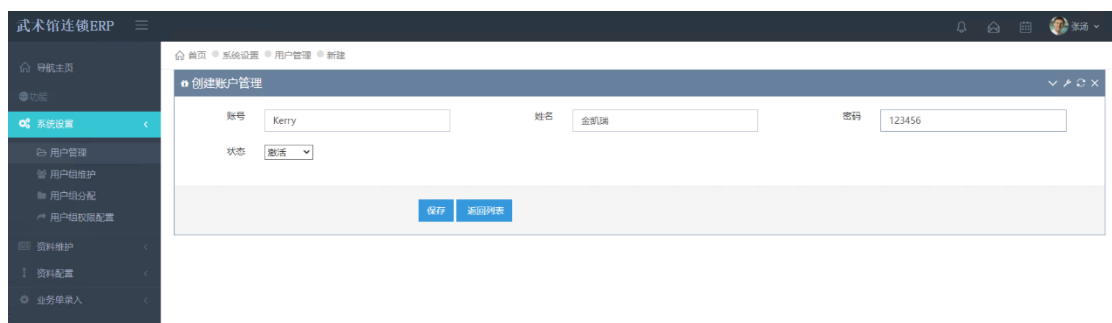 武术馆连锁ERP
张汤
首页 系统设置 用户管理 新建
导航主页
功能
系统设置
用户管理
用户组维护
用户组分配
用户组权限配置
资料维护
资料配置
业务单录入
创建账户管理
账号 Kerry 姓名 金凯瑞 密码 123456
状态 激活
保存 返回列表